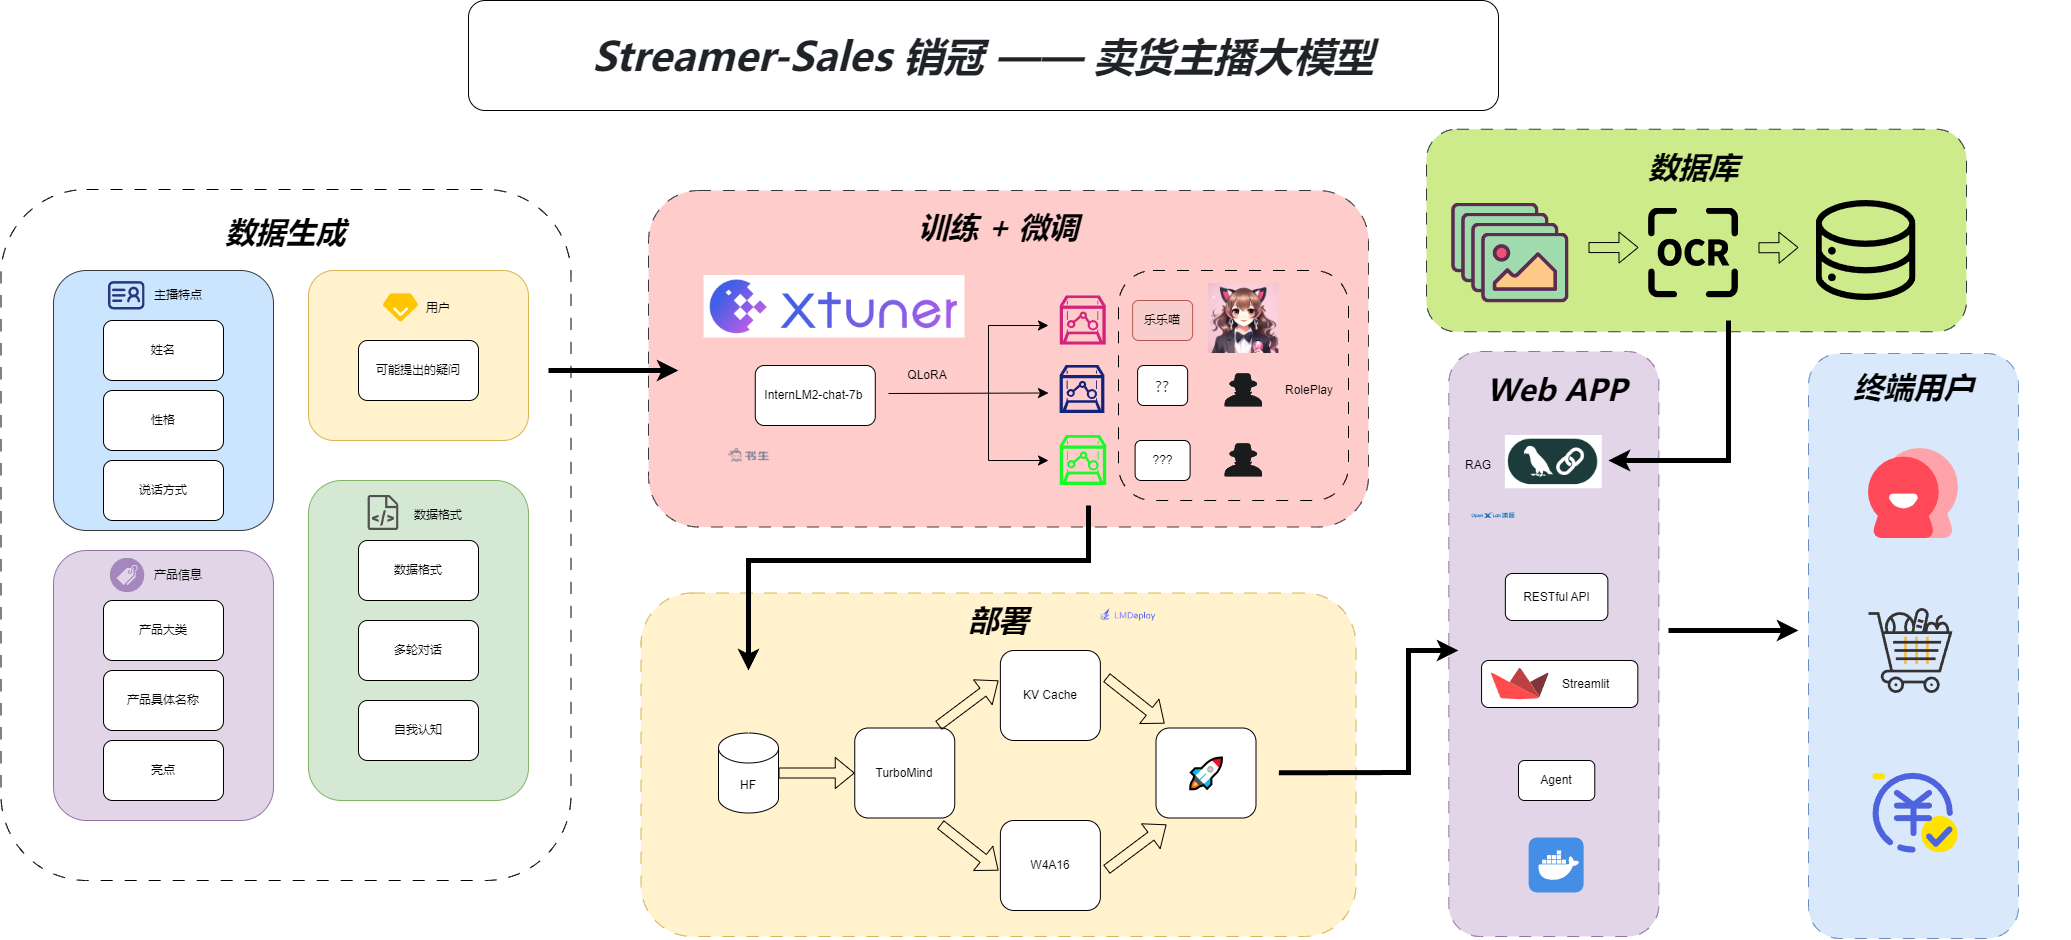 Streamer-Sales 销冠 —— 卖货主播大模型
数据生成
主播特点
姓名
性格
说话方式
用户
可能提出的疑问
产品信息
产品大类
产品具体名称
亮点
数据格式
数据格式
多轮对话
自我认知
训练 + 微调
Xtuner
InternLM2-chat-7b
QLoRA
书生
乐乐喵
??
???
RolePlay
部署
LMDeploy
HF
TurboMind
KV Cache
W4A16
数据库
OCR
Web APP
RAG
OpenXLab 浦源
RESTful API
Streamlit
Agent
终端用户